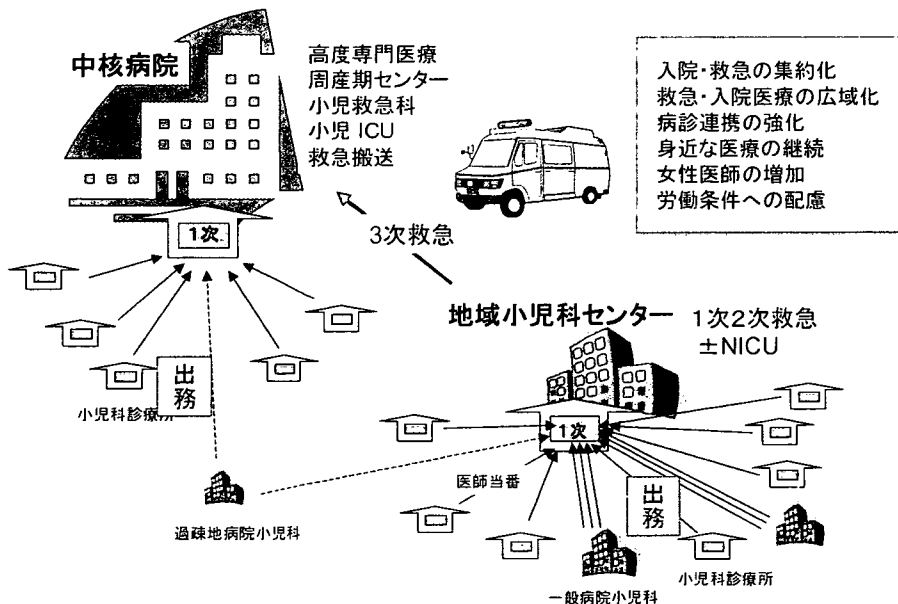 中核病院
高度専門医療
周産期センター
小児救急科
小児 ICU
救急搬送
入院・救急の集約化
救急・入院医療の広域化
病診連携の強化
身近な医療の継続
女性医師の増加
労働条件への配慮
1次
3次救急
地域小児科センター
1次2次救急
±NICU
出務
小児科診療所
1次
医師当番
出務
過疎地病院小児科
小児科診療所
一般病院小児科